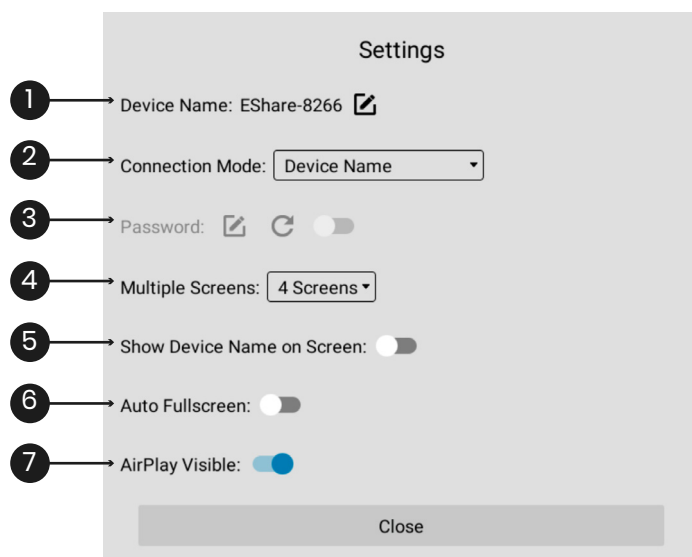 Settings
1 Device Name: EShare-8266
2 Connection Mode: Device Name
3 Password:
4 Multiple Screens: 4 Screens
5 Show Device Name on Screen:
6 Auto Fullscreen:
7 AirPlay Visible:
Close